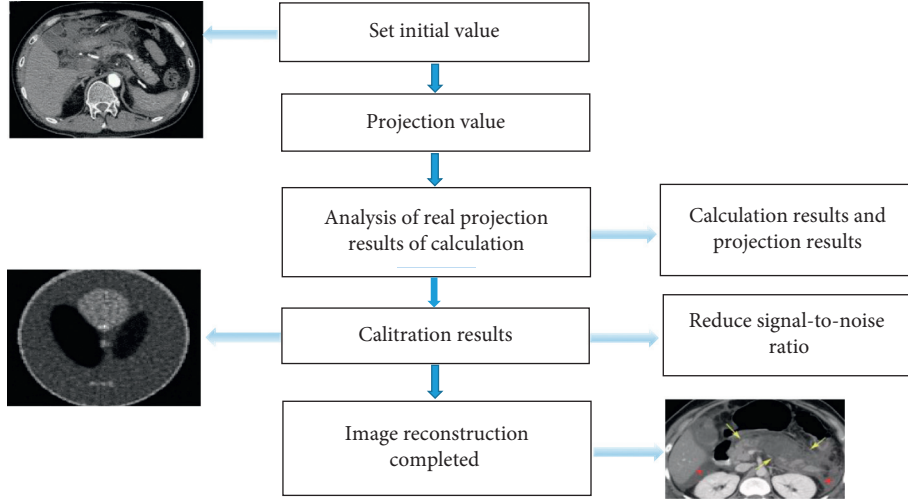 Set initial value
Projection value
Analysis of real projection
results of calculation
Calculation results and
projection results
Calitration results
Reduce signal-to-noise
ratio
Image reconstruction
completed